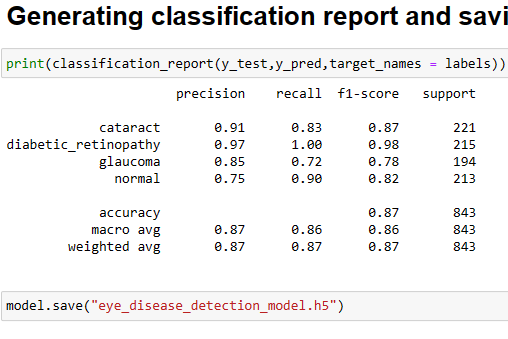 Generating classification report and savi
print(classification_report(y_test,y_pred,target_names = labels))
precision recall f1-score support
cataract 0.91 0.83 0.87 221
diabetic_retinopathy 0.97 1.00 0.98 215
glaucoma 0.85 0.72 0.78 194
normal 0.75 0.90 0.82 213
accuracy 0.87 843
macro avg 0.87 0.86 0.86 843
weighted avg 0.87 0.87 0.87 843
model.save("eye_disease_detection_model.h5")